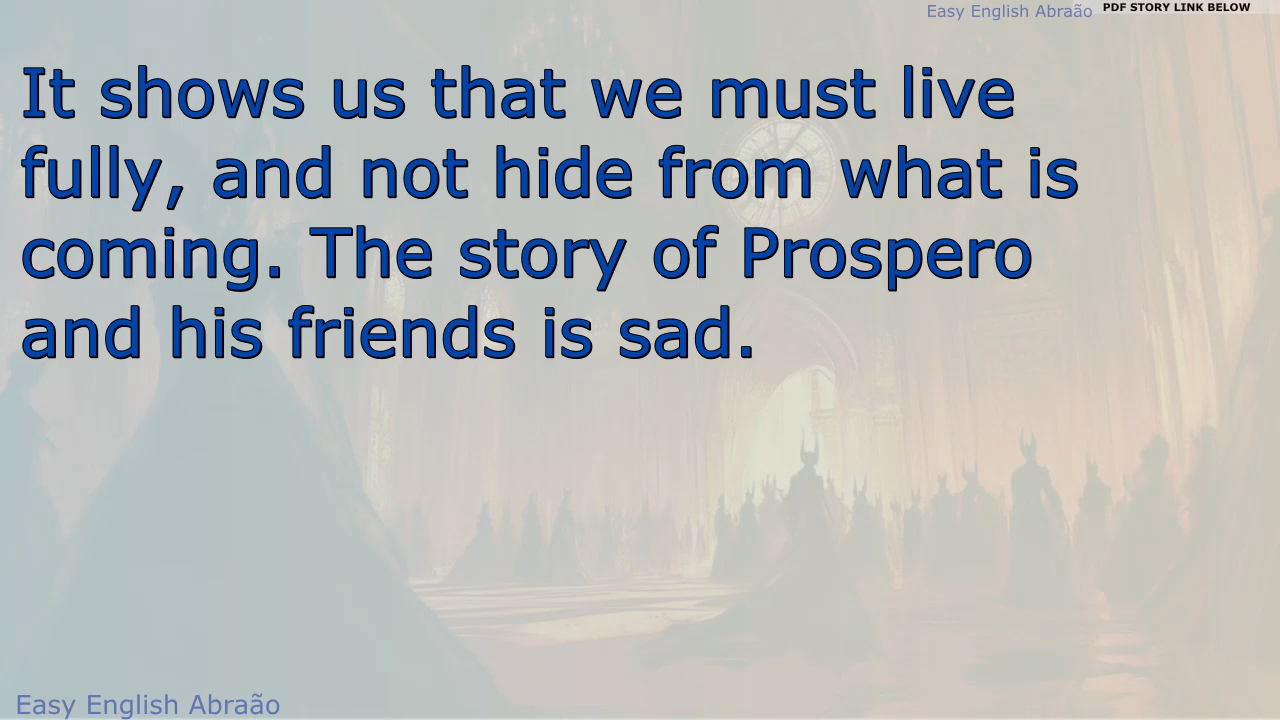 Easy English Abraão PDF STORY LINK BELOW
It shows us that we must live
fully, and not hide from what is
coming. The story of Prospero
and his friends is sad.
Easy English Abraão